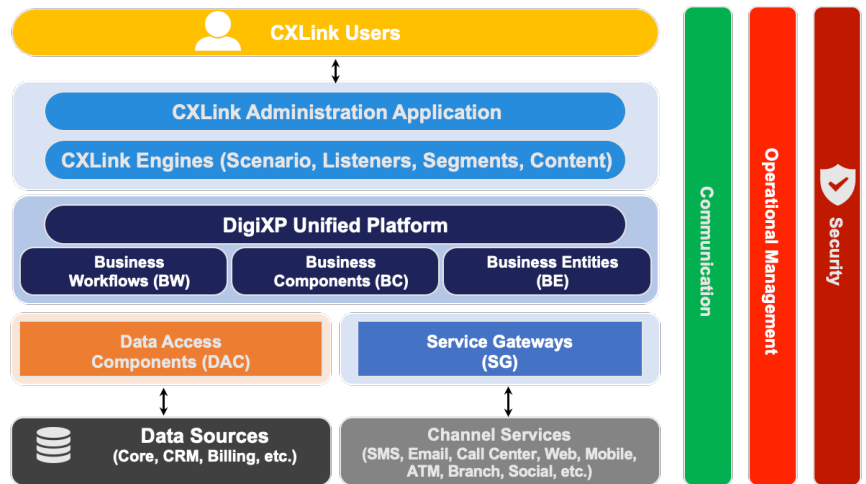 CXLink Users
CXLink Administration Application
CXLink Engines (Scenario, Listeners, Segments, Content)
DigiXP Unified Platform
Business
Workflows (BW)
Business
Components (BC)
Business Entities
(BE)
Data Access
Components (DAC)
Service Gateways
(SG)
Data Sources
(Core, CRM, Billing, etc.)
Channel Services
(SMS, Email, Call Center, Web, Mobile,
ATM, Branch, Social, etc.)
Communication
Operational Management
Security